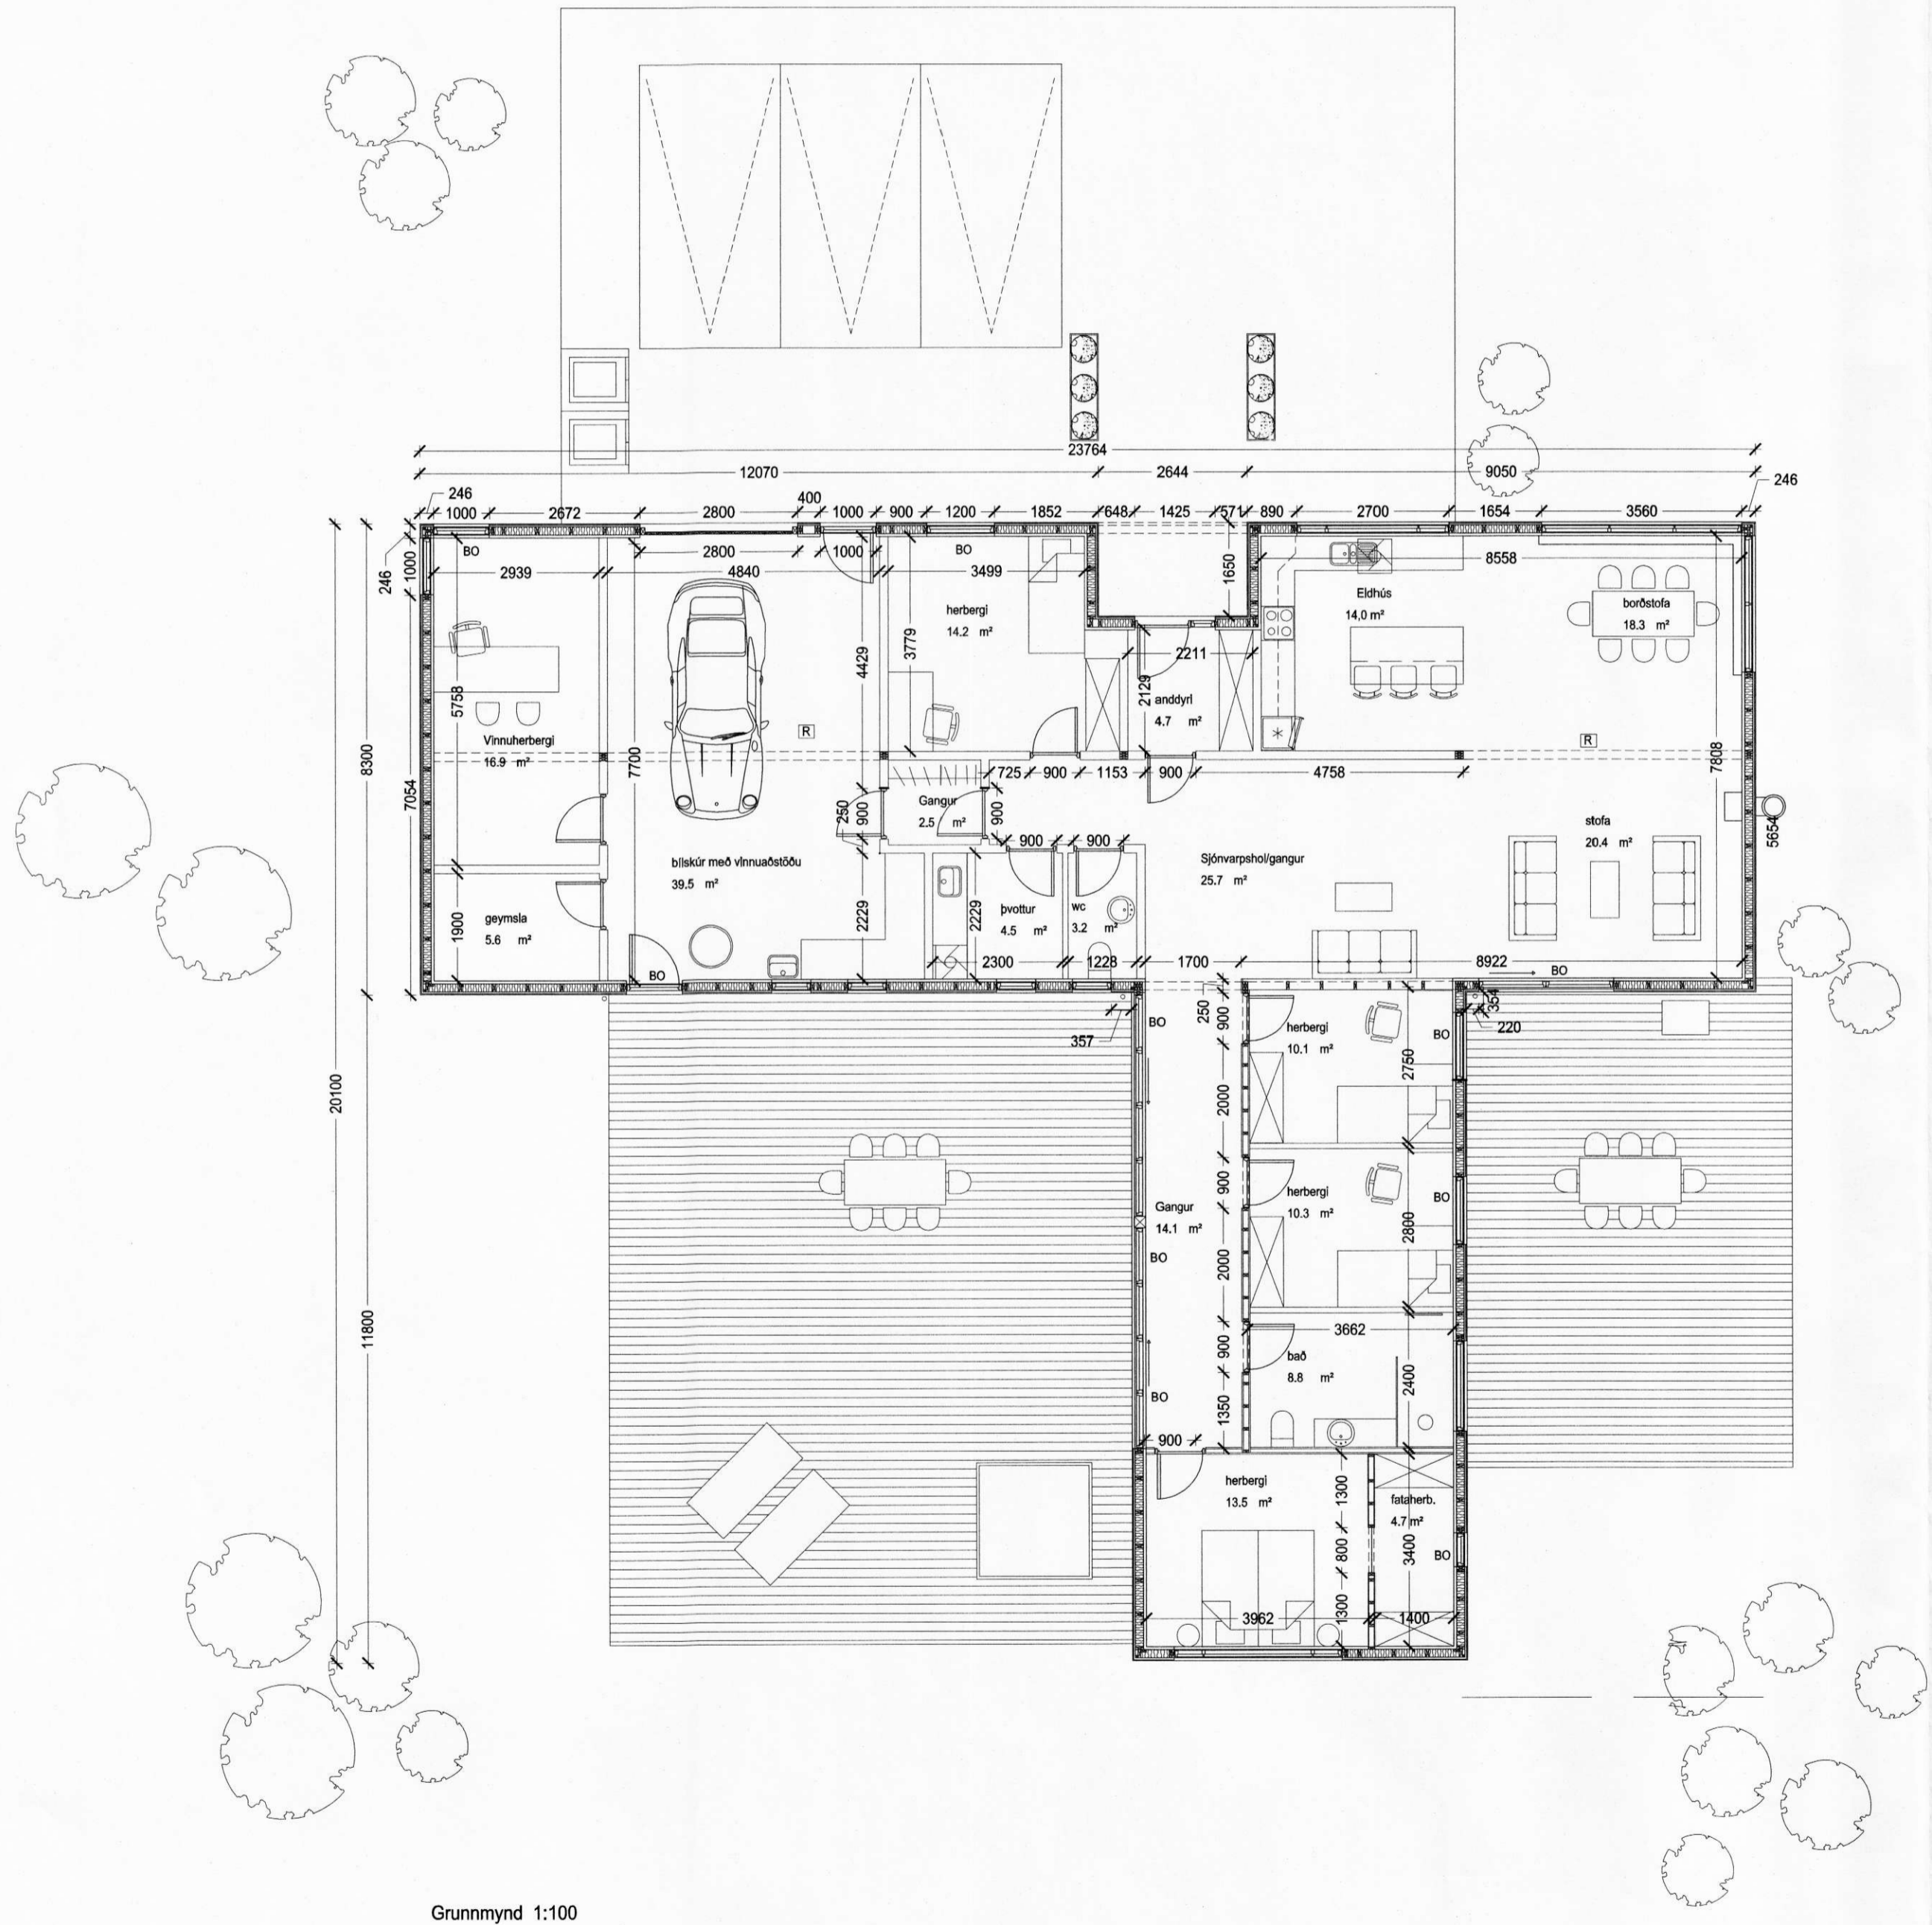 23764
12070 2644 9050
246 400 246
1000 2672 2800 1000 900 1200 1852 648 1425 571 890 2700 1654 3560
246 1000 BO 2800 1000 BO 1650
2939 4840 3499 8558
herbergi
14.2 m²
Eldhús
14,0 m²
borðstofa
18.3 m²
3779 4429 2211 2129
anddyri
4.7 m²
5758
Vinnuherbergi
16.9 m²
R R
8300 7054 7700 7808
725 900 1153 900 4758
250 900
Gangur
2.5 m²
900
900 900
5654
stofa
20.4 m²
bílskúr með vinnuaðstöðu
39.5 m²
Sjónvarpshol/gangur
25.7 m²
geymsla
5.6 m²
1900 2229 2229
þvottur
4.5 m²
wc
3.2 m²
BO 2300 1228 1700 8922 BO
357 BO 250 900
herbergi
10.1 m²
2750 BO 354 220
2000
20100 11800
900
herbergi
10.3 m²
2800 BO
Gangur
14.1 m²
BO 2000
900 3662
bað
8.8 m²
2400
BO 1350
900
herbergi
13.5 m²
1300
fataherb.
4.7 m²
800 3400 BO
3962 1300 1400
Grunnmynd 1:100